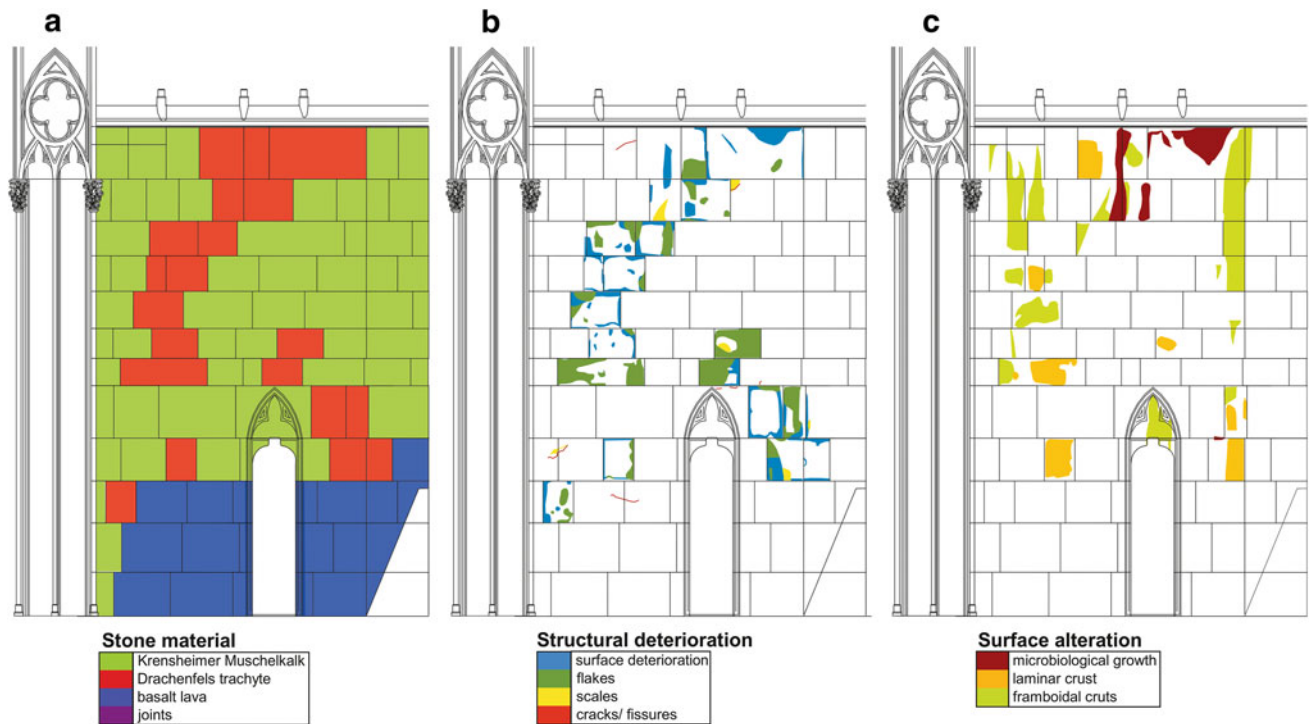 a
b
c
Stone material
Krensheimer Muschelkalk
Drachenfels trachyte
basalt lava
joints
Structural deterioration
surface deterioration
flakes
scales
cracks/ fissures
Surface alteration
microbiological growth
laminar crust
framboidal cruts